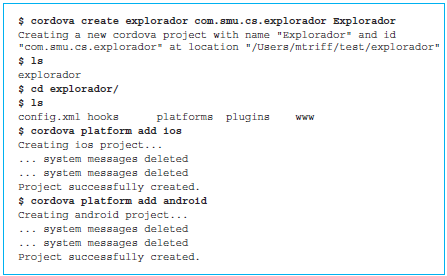 $ cordova create explorador com.smu.cs.explorador Explorador
Creating a new cordova project with name "Explorador" and id
"com.smu.cs.explorador" at location "/Users/mtriff/test/explorador"
$ ls
explorador
$ cd explorador/
$ ls
config.xml hooks platforms plugins www
$ cordova platform add ios
Creating ios project...
... system messages deleted
... system messages deleted
Project successfully created.
$ cordova platform add android
Creating android project...
... system messages deleted
... system messages deleted
Project successfully created.